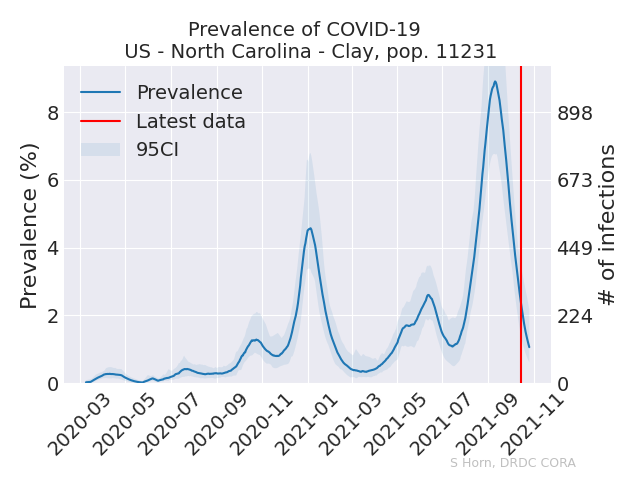 Prevalence of COVID-19
US - North Carolina - Clay, pop. 11231
Prevalence
Latest data
95CI
Prevalence (%)
8
6
4
2
0
898
673
449
224
0
# of infections
2020-03
2020-05
2020-07
2020-09
2020-11
2021-01
2021-03
2021-05
2021-07
2021-09
2021-11
S Horn, DRDC CORA